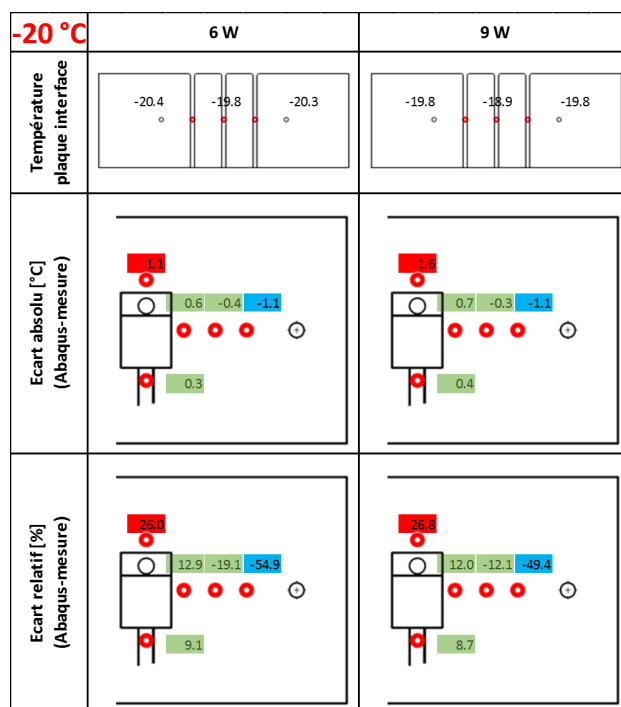 -20 °C 6 W 9 W
Température
plaque interface
-20.4 -19.8 -20.3 -19.8 -18.9 -19.8
Ecart absolu [°C]
(Abaqus-mesure)
1.1 1.6
0.6 -0.4 -1.1 0.7 -0.3 -1.1
0.3 0.4
Ecart relatif [%]
(Abaqus-mesure)
26.0 26.8
12.9 -19.1 -54.9 12.0 -12.1 -49.4
9.1 8.7